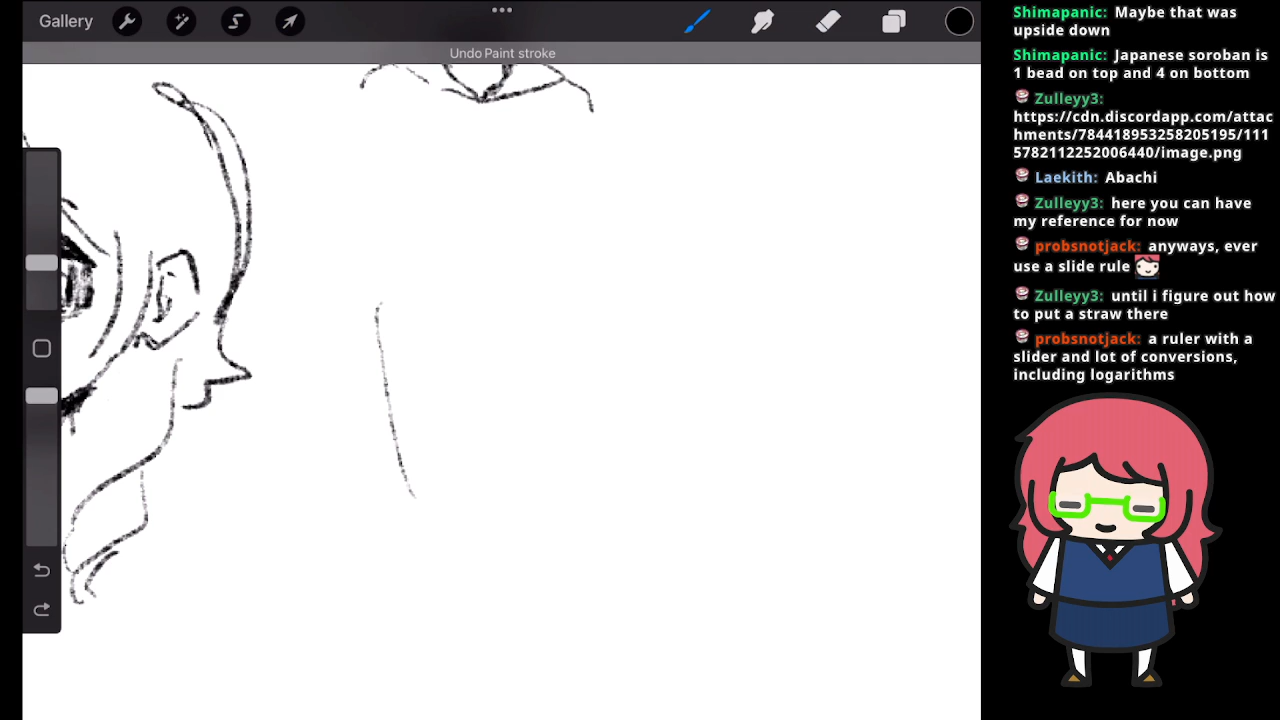 Gallery
Undo Paint stroke
Shimapanic: Maybe that was
upside down
Shimapanic: Japanese soroban is
1 bead on top and 4 on bottom
Zulleyy3:
https://cdn.discordapp.com/attac
hments/784418953258205195/111
5782112252006440/image.png
Laekith: Abachi
Zulleyy3: here you can have
my reference for now
probsnotjack: anyways, ever
use a slide rule
Zulleyy3: until i figure out how
to put a straw there
probsnotjack: a ruler with a
slider and lot of conversions,
including logarithms